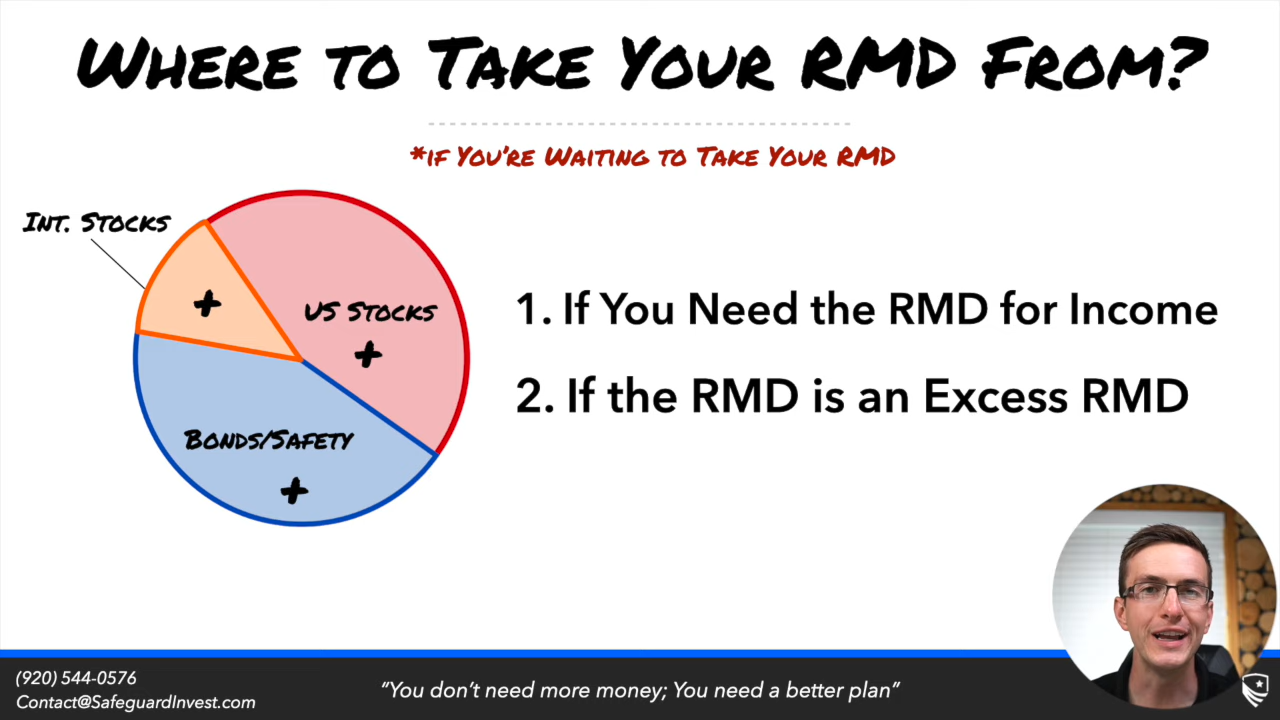 Where to Take Your RMD From?
*if You're Waiting to Take Your RMD
Int. Stocks
+
US Stocks
+
Bonds/Safety
+
1. If You Need the RMD for Income
2. If the RMD is an Excess RMD
(920) 544-0576
Contact@SafeguardInvest.com
"You don't need more money; You need a better plan"